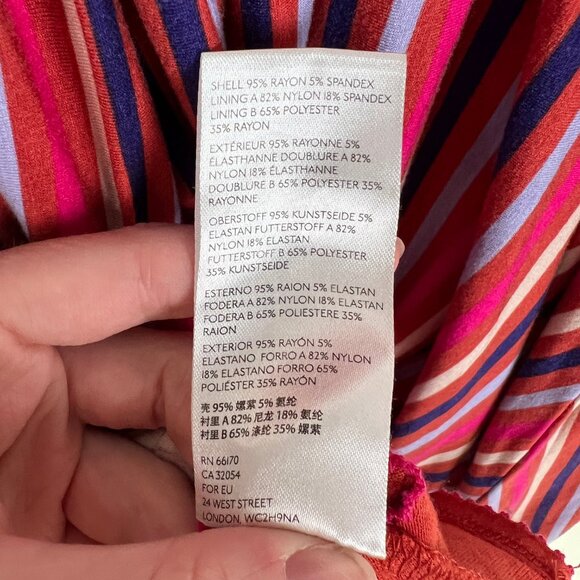 SHELL 95% RAYON 5% SPANDEX
LINING A 82% NYLON 18% SPANDEX
LINING B 65% POLYESTER
35% RAYON
EXTÉRIEUR 95% RAYONNE 5%
ÉLASTHANNE DOUBLURE A 82%
NYLON 18% ÉLASTHANNE
DOUBLURE B 65% POLYESTER 35%
RAYONNE
OBERSTOFF 95% KUNSTSEIDE 5%
ELASTAN FUTTERSTOFF A 82%
NYLON 18% ELASTAN
FUTTERSTOFF B 65% POLYESTER
35% KUNSTSEIDE
ESTERNO 95% RAION 5% ELASTAN
FODERA A 82% NYLON 18% ELASTAN
FODERA B 65% POLIESTERE 35%
RAION
EXTERIOR 95% RAYÓN 5%
ELASTANO FORRO A 82% NYLON
18% ELASTANO FORRO 65%
POLIÉSTER 35% RAYÓN
壳 95% 嫘萦 5% 氨纶
衬里 A 82% 尼龙 18% 氨纶
衬里 B 65% 涤纶 35% 嫘萦
RN 66170
CA 32054
FOR EU
24 WEST STREET
LONDON, WC2H9NA